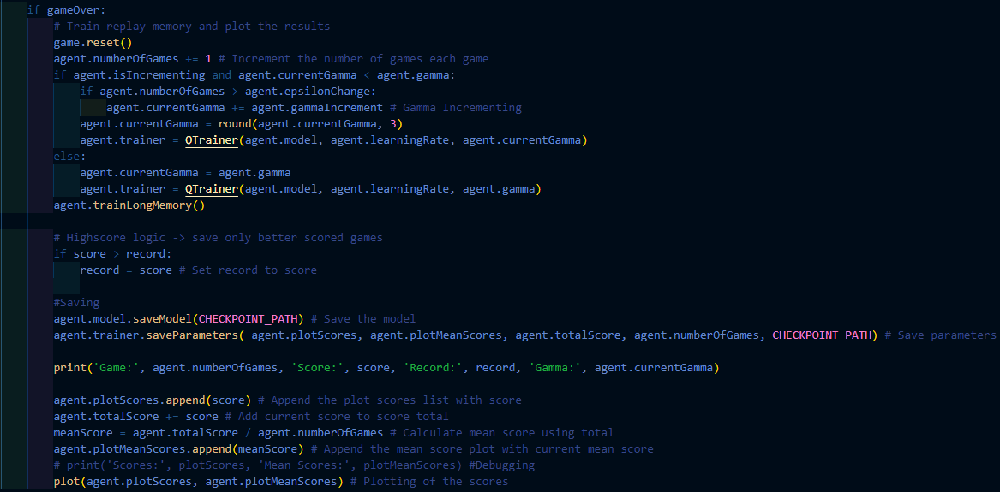 if gameOver:
# Train replay memory and plot the results
game.reset()
agent.numberOfGames += 1 # Increment the number of games each game
if agent.isIncrementing and agent.currentGamma < agent.gamma:
if agent.numberOfGames > agent.epsilonChange:
agent.currentGamma += agent.gammaIncrement # Gamma Incrementing
agent.currentGamma = round(agent.currentGamma, 3)
agent.trainer = QTrainer(agent.model, agent.learningRate, agent.currentGamma)
else:
agent.currentGamma = agent.gamma
agent.trainer = QTrainer(agent.model, agent.learningRate, agent.gamma)
agent.trainLongMemory()
# Highscore logic -> save only better scored games
if score > record:
record = score # Set record to score
#Saving
agent.model.saveModel(CHECKPOINT_PATH) # Save the model
agent.trainer.saveParameters( agent.plotScores, agent.plotMeanScores, agent.totalScore, agent.numberOfGames, CHECKPOINT_PATH) # Save parameters
print('Game:', agent.numberOfGames, 'Score:', score, 'Record:', record, 'Gamma:', agent.currentGamma)
agent.plotScores.append(score) # Append the plot scores list with score
agent.totalScore += score # Add current score to score total
meanScore = agent.totalScore / agent.numberOfGames # Calculate mean score using total
agent.plotMeanScores.append(meanScore) # Append the mean score plot with current mean score
# print('Scores:', plotScores, 'Mean Scores:', plotMeanScores) #Debugging
plot(agent.plotScores, agent.plotMeanScores) # Plotting of the scores